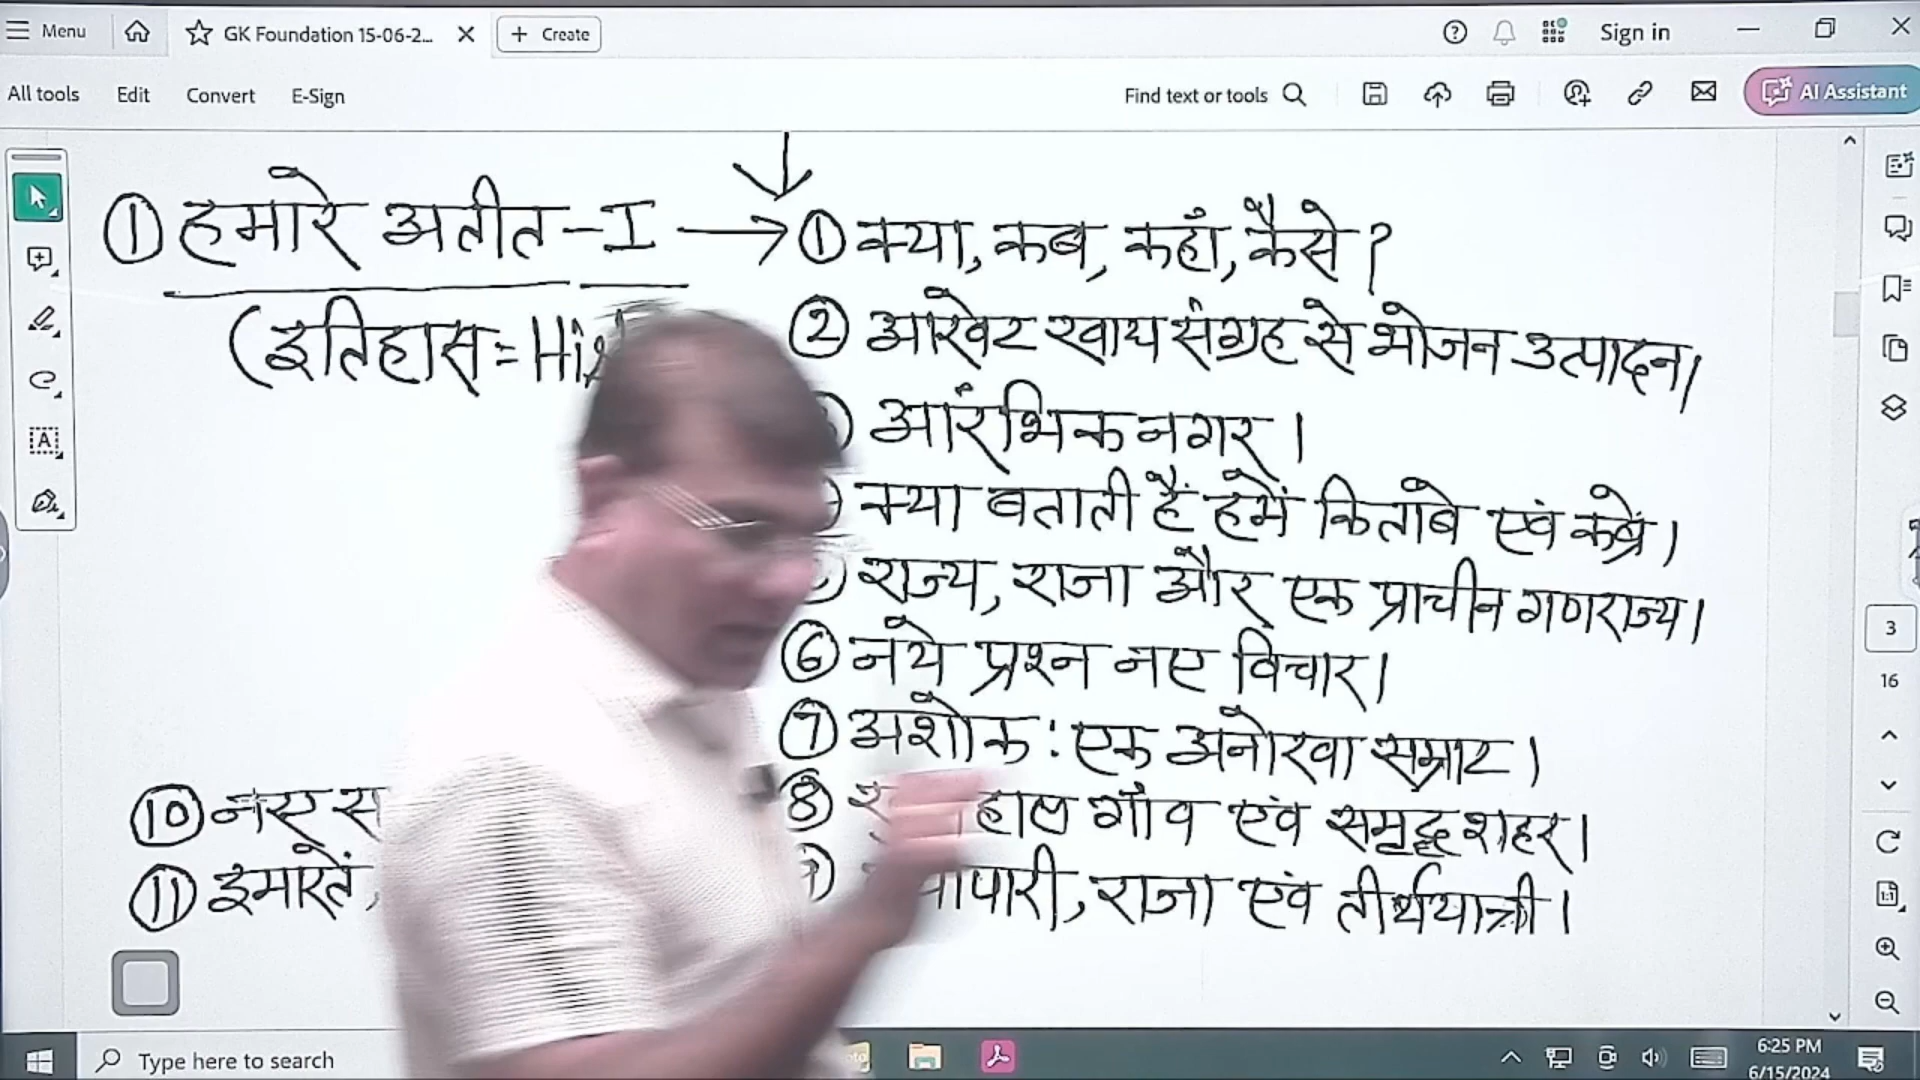 Menu GK Foundation 15-06-2... Create Sign in
All tools Edit Convert E-Sign Find text or tools AI Assistant
① हमारे अतीत-I → ① क्या, कब, कहाँ, कैसे?
(इतिहास=
② आखेट खाद्य संग्रह से भोजन उत्पादन।
आरंभिक नगर।
क्या बताती हैं हमें किताबे एवं कब्रे।
राज्य, राजा और एक प्राचीन गणराज्य।
⑥ नये प्रश्न नए विचार।
⑦ अशोक: एक अनोखा सम्राट।
⑧ गाँव एवं समृद्ध शहर।
राजा एवं तीर्थयात्री।
⑩ नए
⑪ इमारतें,
3
16
Type here to search
6:25 PM
6/15/2024